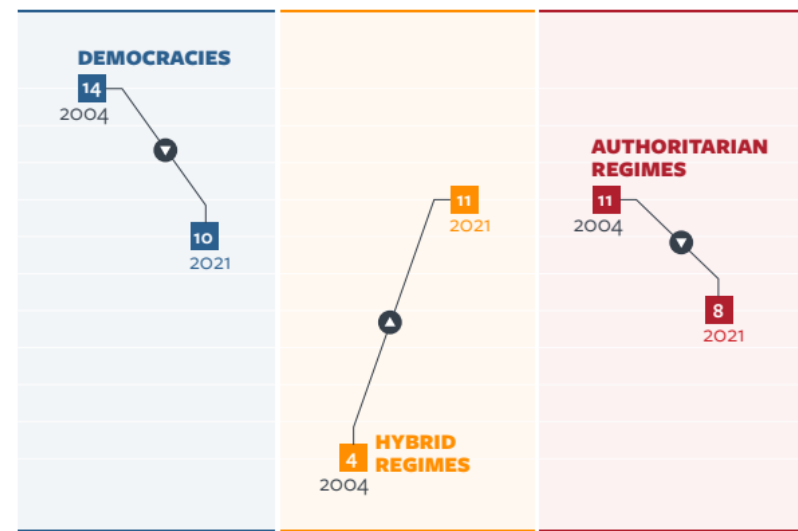 DEMOCRACIES
14
2004
10
2021
11
2021
4
HYBRID
REGIMES
2004
AUTHORITARIAN
REGIMES
11
2004
8
2021